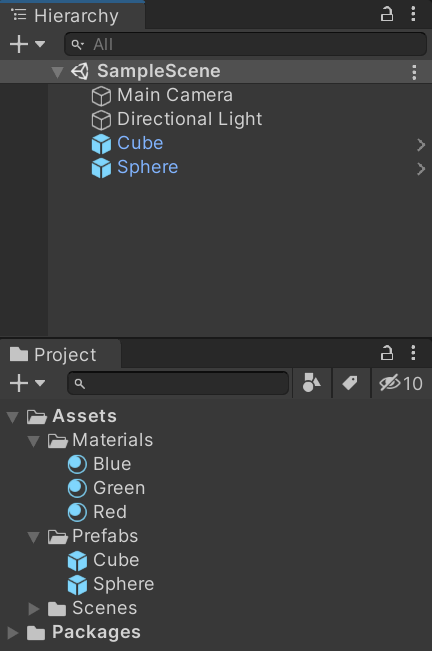 Hierarchy
All
SampleScene
Main Camera
Directional Light
Cube
Sphere
Project
10
Assets
Materials
Blue
Green
Red
Prefabs
Cube
Sphere
Scenes
Packages